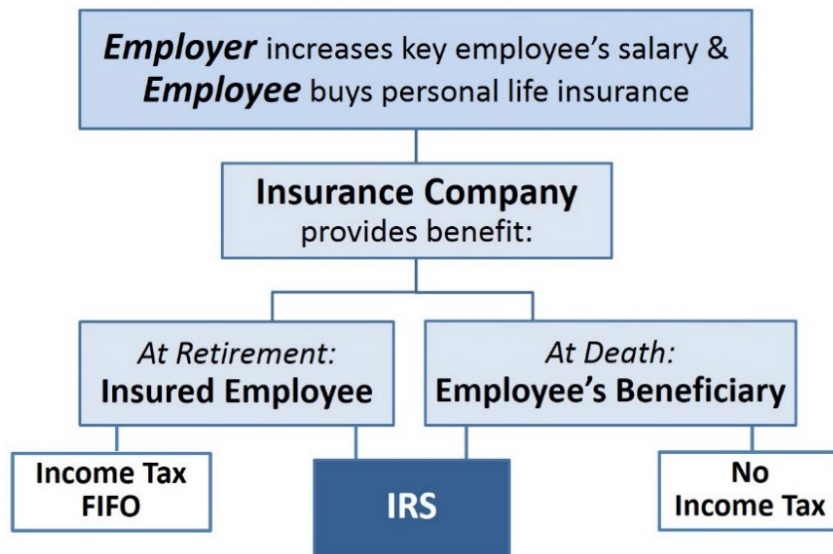 Employer increases key employee’s salary &
Employee buys personal life insurance
Insurance Company
provides benefit:
At Retirement:
Insured Employee
At Death:
Employee’s Beneficiary
Income Tax
FIFO
IRS
No
Income Tax